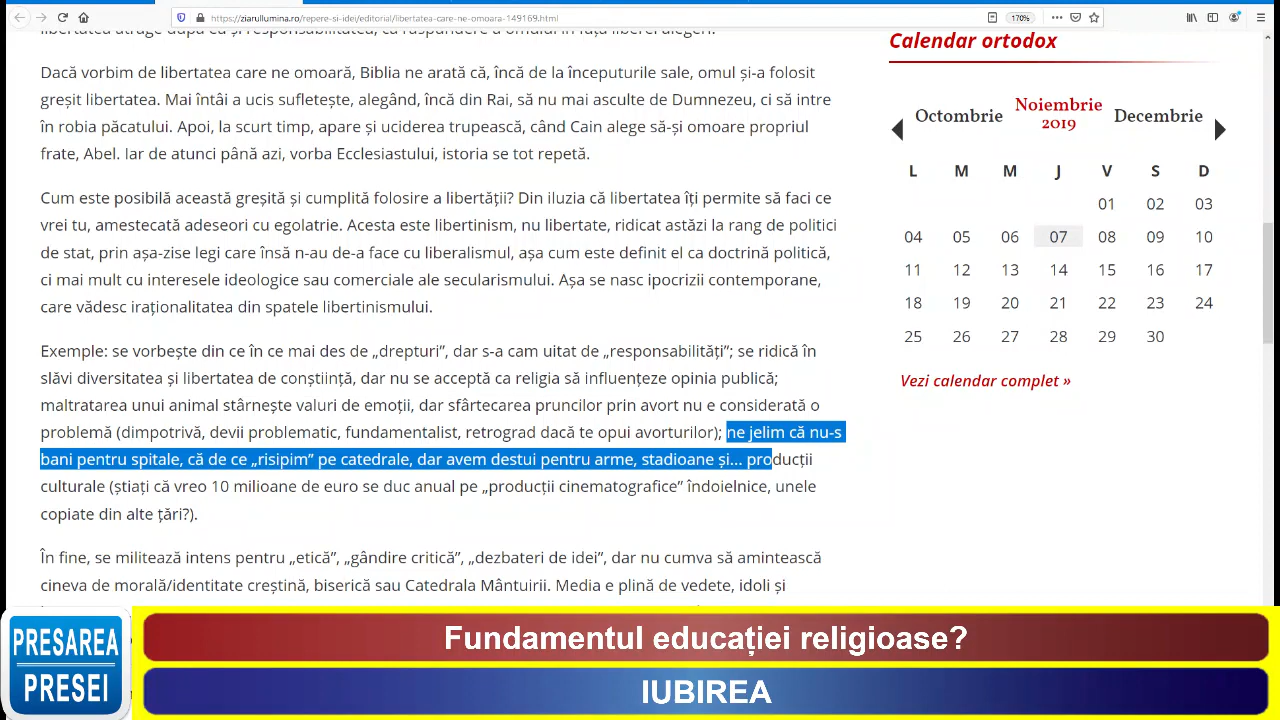 https://ziarullumina.ro/repere-si-idei/editorial/libertatea-care-ne-omoara-149169.html
170%
libertatea atrage după ea și responsabilitatea, ca răspundere a omului în fața liberei alegeri.
Dacă vorbim de libertatea care ne omoară, Biblia ne arată că, încă de la începuturile sale, omul și-a folosit
greșit libertatea. Mai întâi a ucis sufletește, alegând, încă din Rai, să nu mai asculte de Dumnezeu, ci să intre
în robia păcatului. Apoi, la scurt timp, apare și uciderea trupească, când Cain alege să-și omoare propriul
frate, Abel. Iar de atunci până azi, vorba Ecclesiastului, istoria se tot repetă.
Cum este posibilă această greșită și cumplită folosire a libertății? Din iluzia că libertatea îți permite să faci ce
vrei tu, amestecată adeseori cu egolatrie. Acesta este libertinism, nu libertate, ridicat astăzi la rang de politici
de stat, prin așa-zise legi care însă n-au de-a face cu liberalismul, așa cum este definit el ca doctrină politică,
ci mai mult cu interesele ideologice sau comerciale ale secularismului. Așa se nasc ipocrizii contemporane,
care vădesc iraționalitatea din spatele libertinismului.
Exemple: se vorbește din ce în ce mai des de „drepturi”, dar s-a cam uitat de „responsabilități”; se ridică în
slăvi diversitatea și libertatea de conștiință, dar nu se acceptă ca religia să influențeze opinia publică;
maltratarea unui animal stârnește valuri de emoții, dar sfârtecarea pruncilor prin avort nu e considerată o
problemă (dimpotrivă, devii problematic, fundamentalist, retrograd dacă te opui avorturilor); ne jelim că nu-s
bani pentru spitale, că de ce „risipim” pe catedrale, dar avem destui pentru arme, stadioane și... producții
culturale (știați că vreo 10 milioane de euro se duc anual pe „producții cinematografice” îndoielnice, unele
copiate din alte țări?).
În fine, se militează intens pentru „etică”, „gândire critică”, „dezbateri de idei”, dar nu cumva să amintească
cineva de morală/identitate creștină, biserică sau Catedrala Mântuirii. Media e plină de vedete, idoli și
Calendar ortodox
Octombrie
Noiembrie
2019
Decembrie
L M M J V S D
01 02 03
04 05 06 07 08 09 10
11 12 13 14 15 16 17
18 19 20 21 22 23 24
25 26 27 28 29 30
Vezi calendar complet »
PRESAREA
PRESEI
Fundamentul educației religioase?
IUBIREA